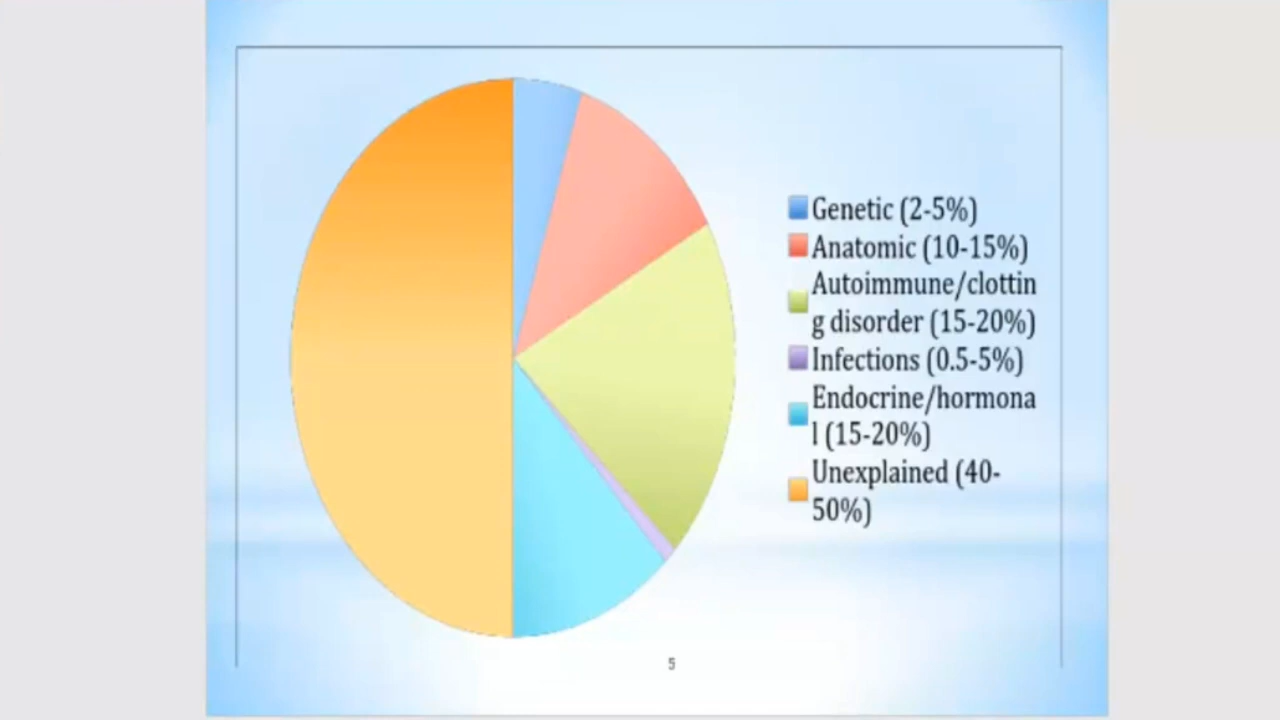 Genetic (2-5%)
Anatomic (10-15%)
Autoimmune/clottin
g disorder (15-20%)
Infections (0.5-5%)
Endocrine/hormona
l (15-20%)
Unexplained (40-
50%)
5